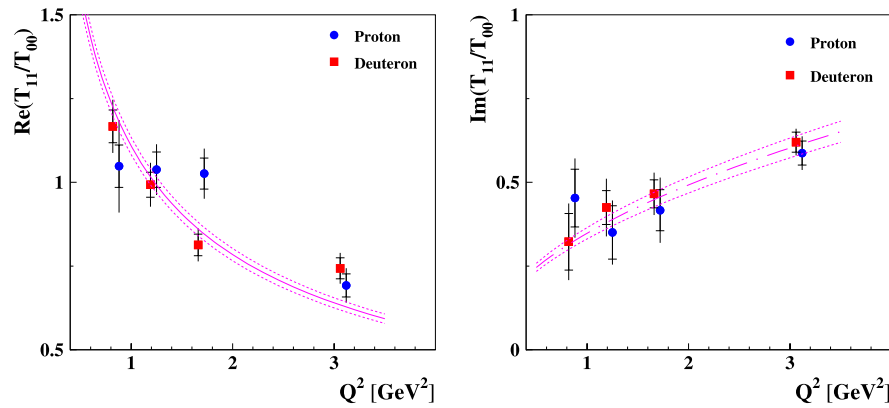 Re(T11/T00)
1.5
1
0.5
Proton
Deuteron
1 2 3
Q2 [GeV2]
Im(T11/T00)
1
0.5
0
Proton
Deuteron
1 2 3
Q2 [GeV2]